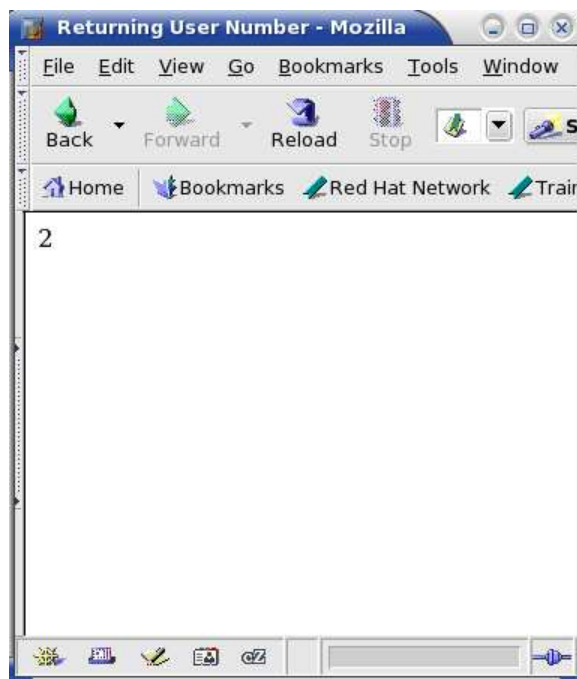 Returning User Number - Mozilla
File Edit View Go Bookmarks Tools Window
Back Forward Reload Stop S
Home Bookmarks Red Hat Network Train
2